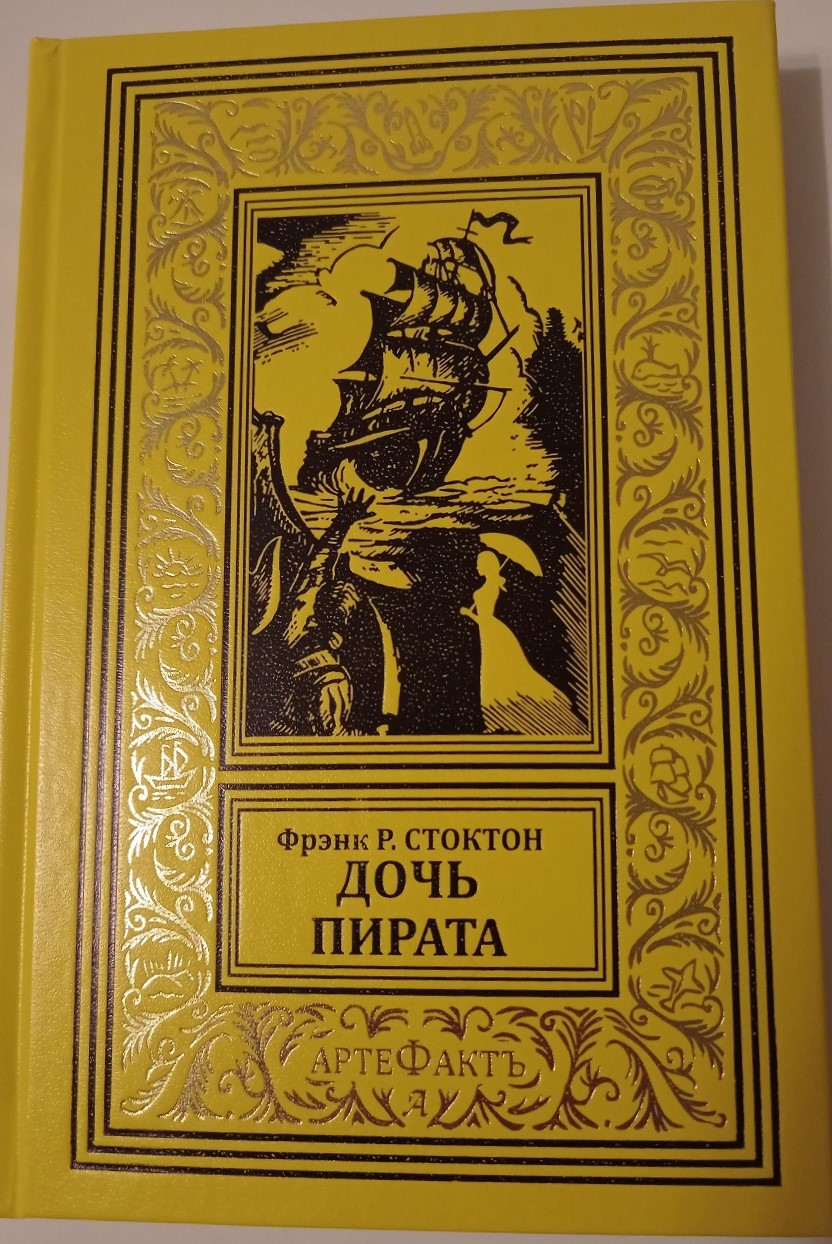 Фрэнк Р. СТОКТОН
ДОЧЬ
ПИРАТА
АРТЕФАКТЪ
А